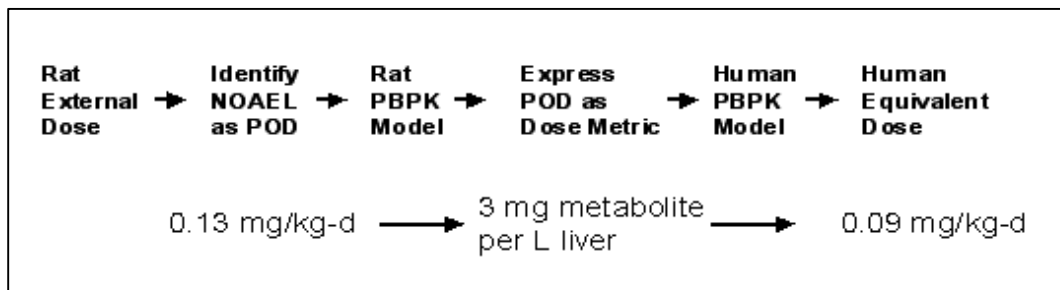 Rat External Dose
Identify NOAEL as POD
Rat PBPK Model
Express POD as Dose Metric
Human PBPK Model
Human Equivalent Dose
0.13 mg/kg-d
3 mg metabolite
per L liver
0.09 mg/kg-d